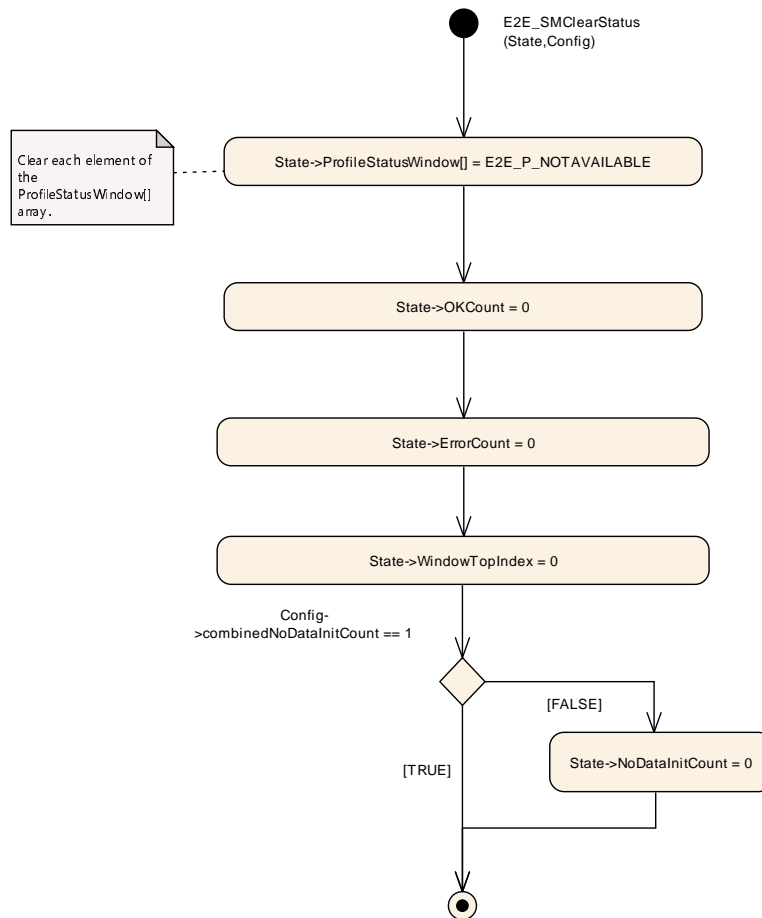 E2E_SMClearStatus
(State,Config)
Clear each element of
the
ProfileStatusWindow[]
array.
State->ProfileStatusWindow[] = E2E_P_NOTAVAILABLE
State->OKCount = 0
State->ErrorCount = 0
State->WindowTopIndex = 0
Config-
>combinedNoDataInitCount == 1
[FALSE]
State->NoDataInitCount = 0
[TRUE]